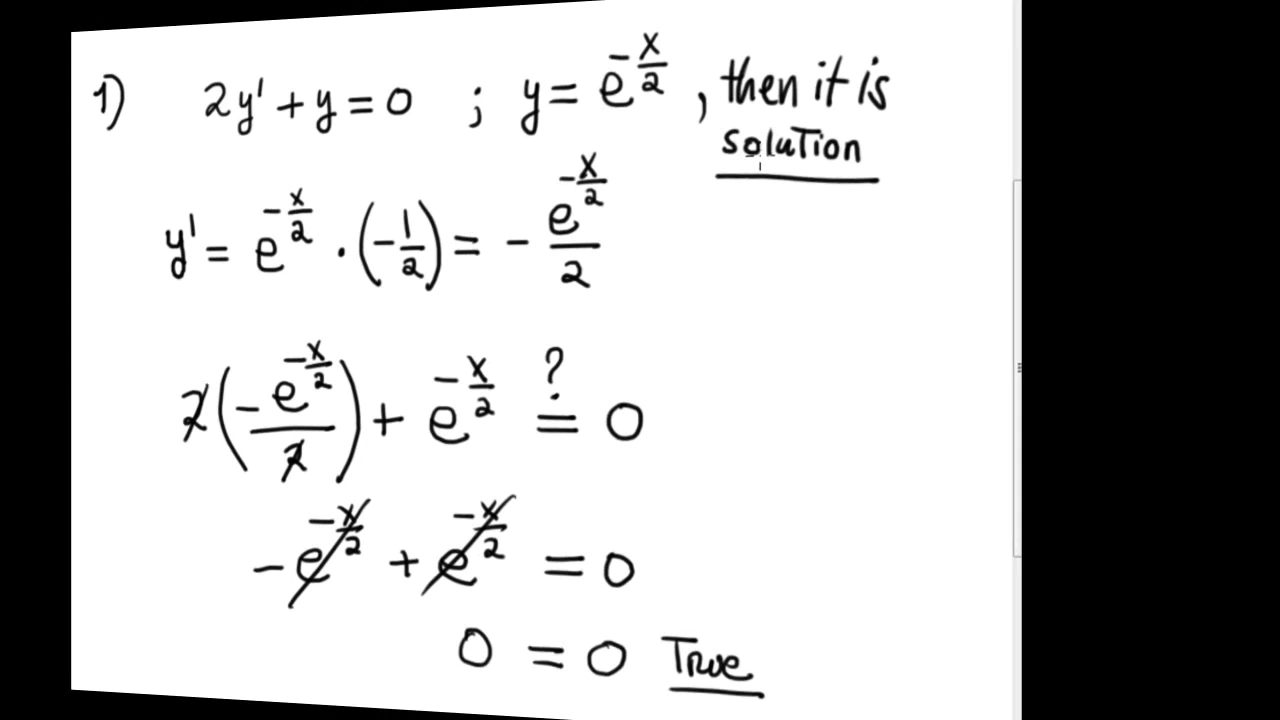 1) 2y' + y = 0 ; y = e^{-x/2} , then it is
solution
y' = e^{-x/2} · (-1/2) = - e^{-x/2}/2
2(- e^{-x/2}/2) + e^{-x/2} ?= 0
- e^{-x/2} + e^{-x/2} = 0
0 = 0 True